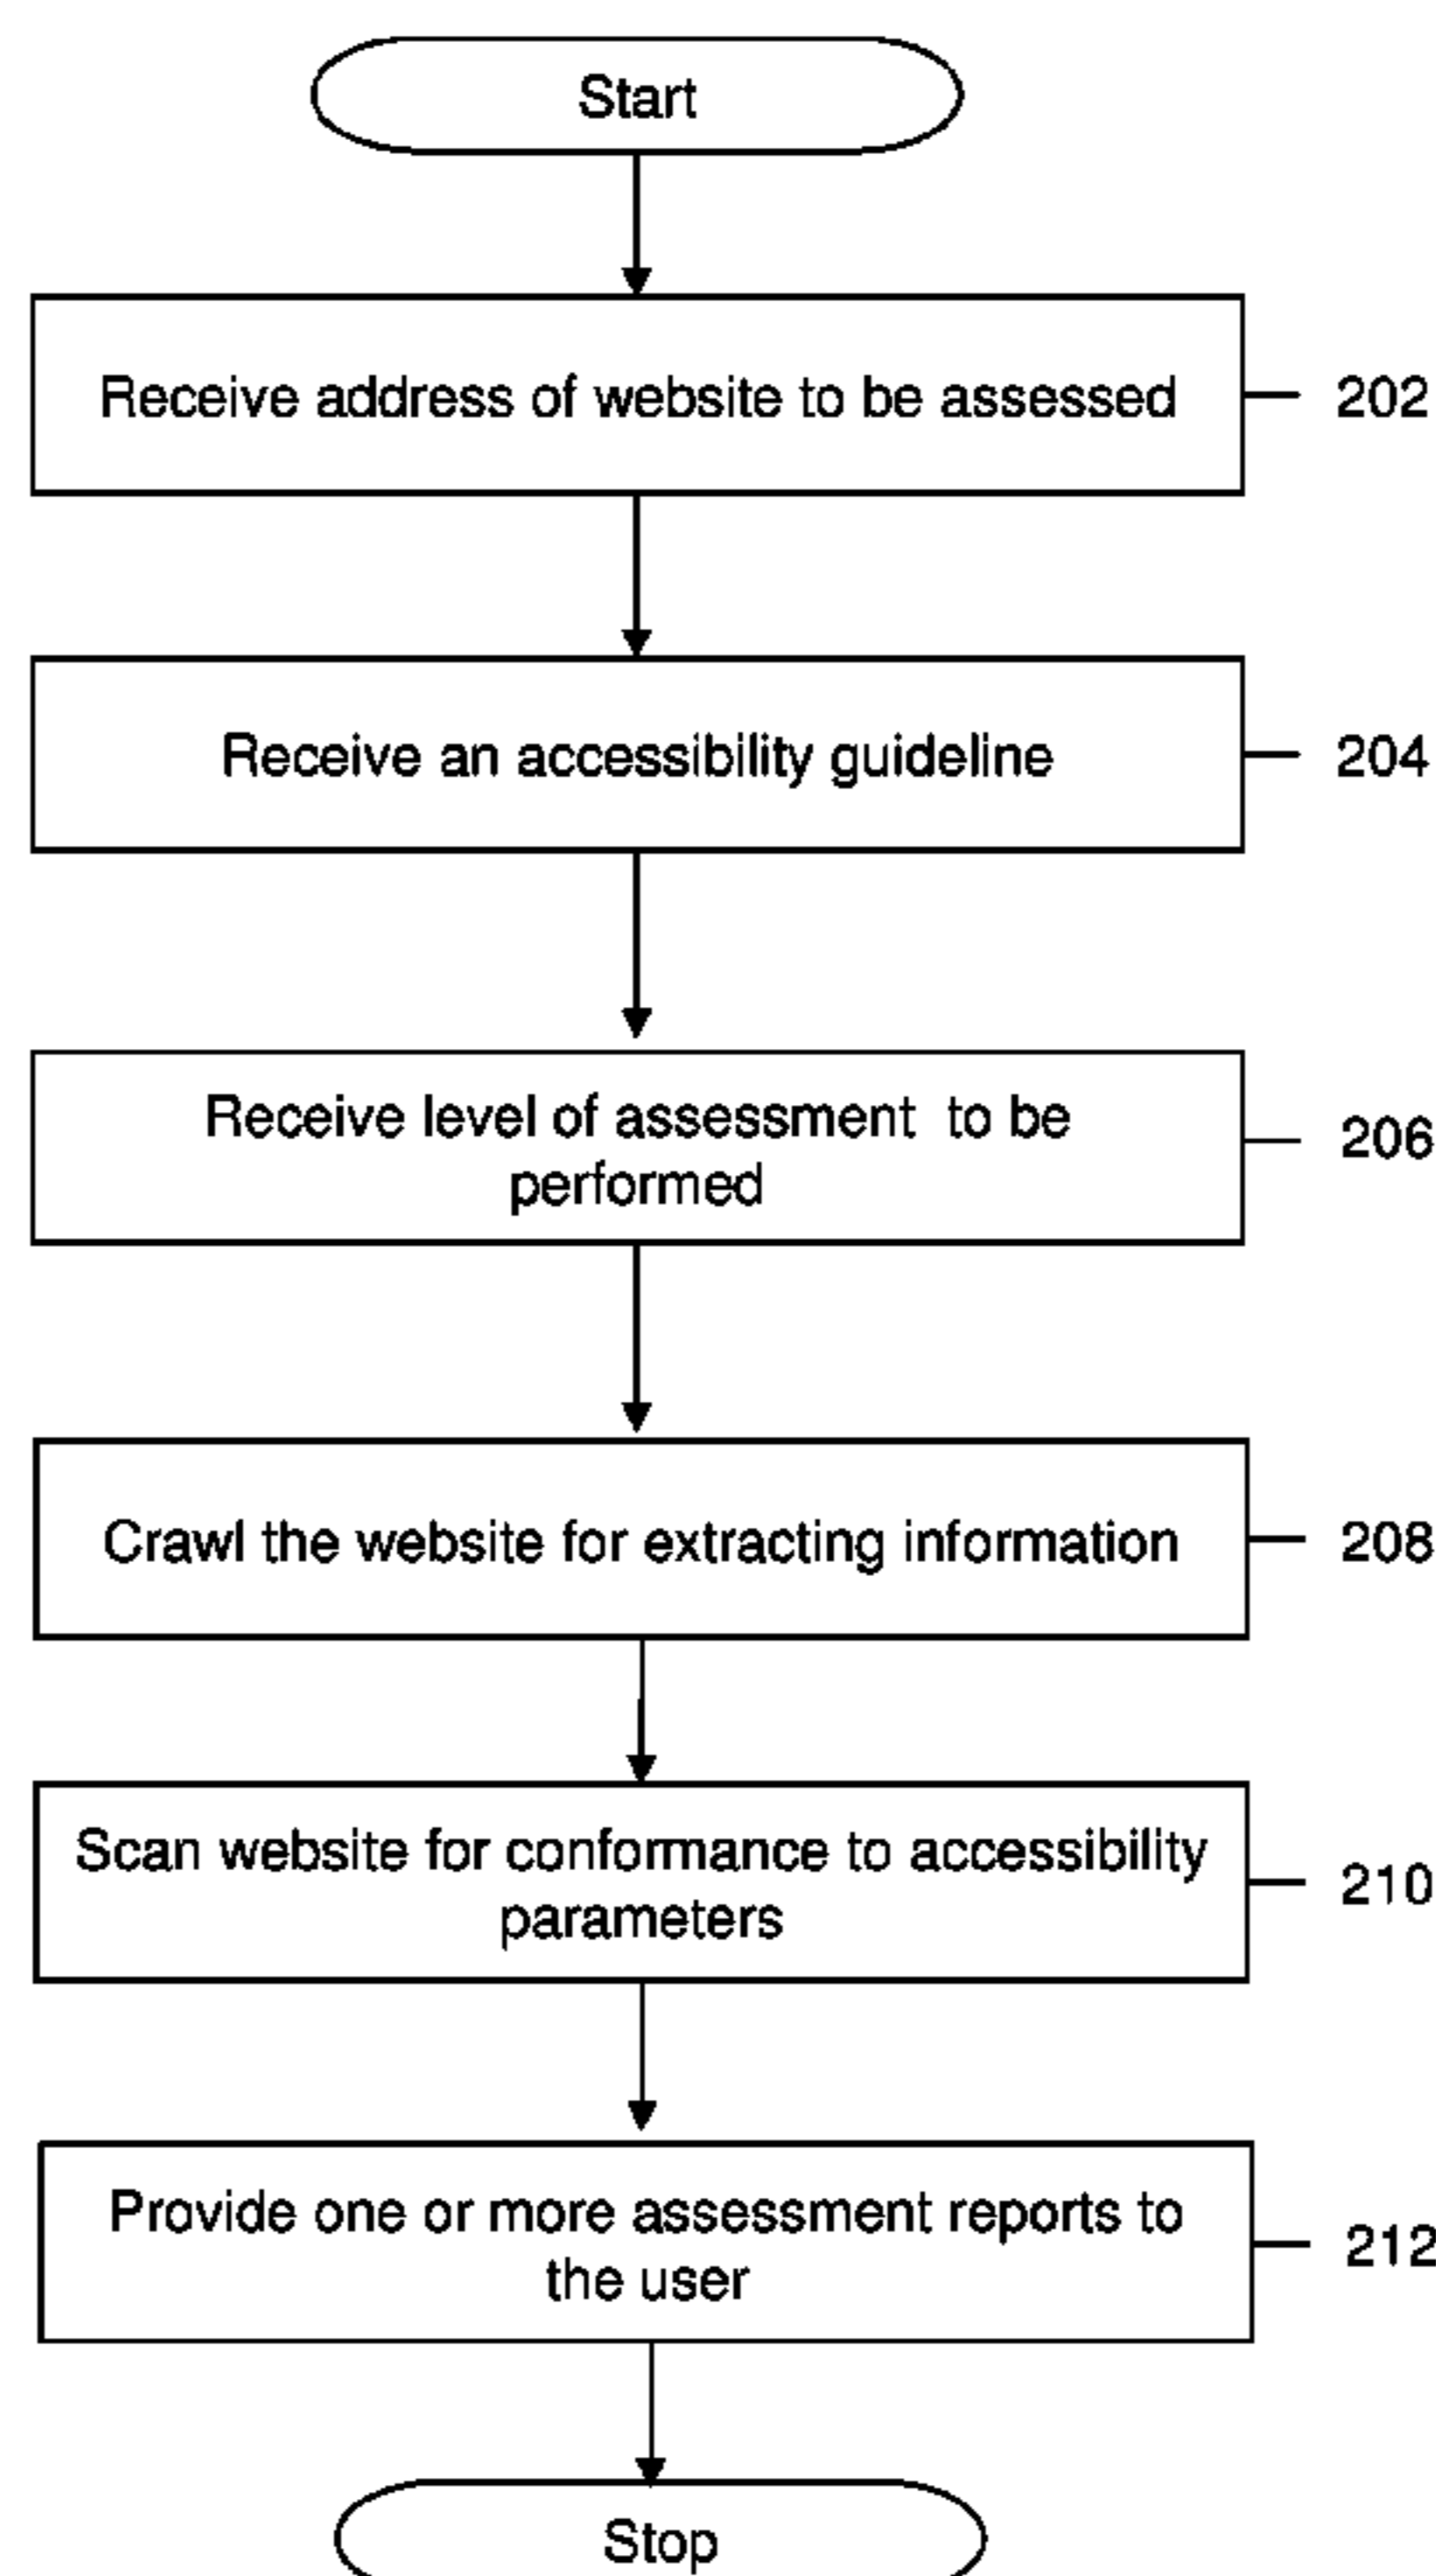 Start
Receive address of website to be assessed
202
Receive an accessibility guideline
204
Receive level of assessment to be
performed
206
Crawl the website for extracting information
208
Scan website for conformance to accessibility
parameters
210
Provide one or more assessment reports to
the user
212
Stop